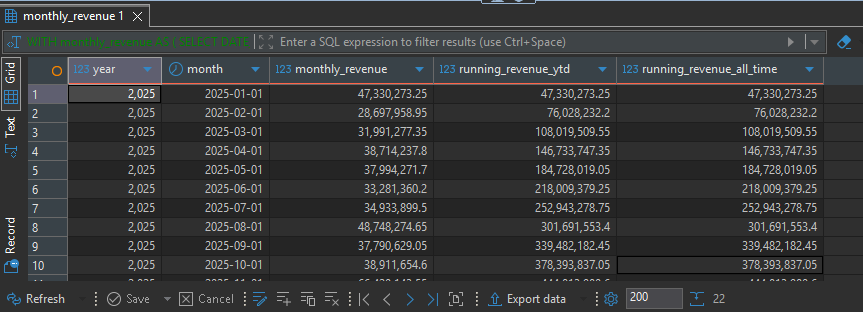 monthly_revenue 1
WITH monthly_revenue AS ( SELECT DATE Enter a SQL expression to filter results (use Ctrl+Space)
Grid
Text
Record
123 year month 123 monthly_revenue 123 running_revenue_ytd 123 running_revenue_all_time
1 2,025 2025-01-01 47,330,273.25 47,330,273.25 47,330,273.25
2 2,025 2025-02-01 28,697,958.95 76,028,232.2 76,028,232.2
3 2,025 2025-03-01 31,991,277.35 108,019,509.55 108,019,509.55
4 2,025 2025-04-01 38,714,237.8 146,733,747.35 146,733,747.35
5 2,025 2025-05-01 37,994,271.7 184,728,019.05 184,728,019.05
6 2,025 2025-06-01 33,281,360.2 218,009,379.25 218,009,379.25
7 2,025 2025-07-01 34,933,899.5 252,943,278.75 252,943,278.75
8 2,025 2025-08-01 48,748,274.65 301,691,553.4 301,691,553.4
9 2,025 2025-09-01 37,790,629.05 339,482,182.45 339,482,182.45
10 2,025 2025-10-01 38,911,654.6 378,393,837.05 378,393,837.05
Refresh Save Cancel Export data 200 22